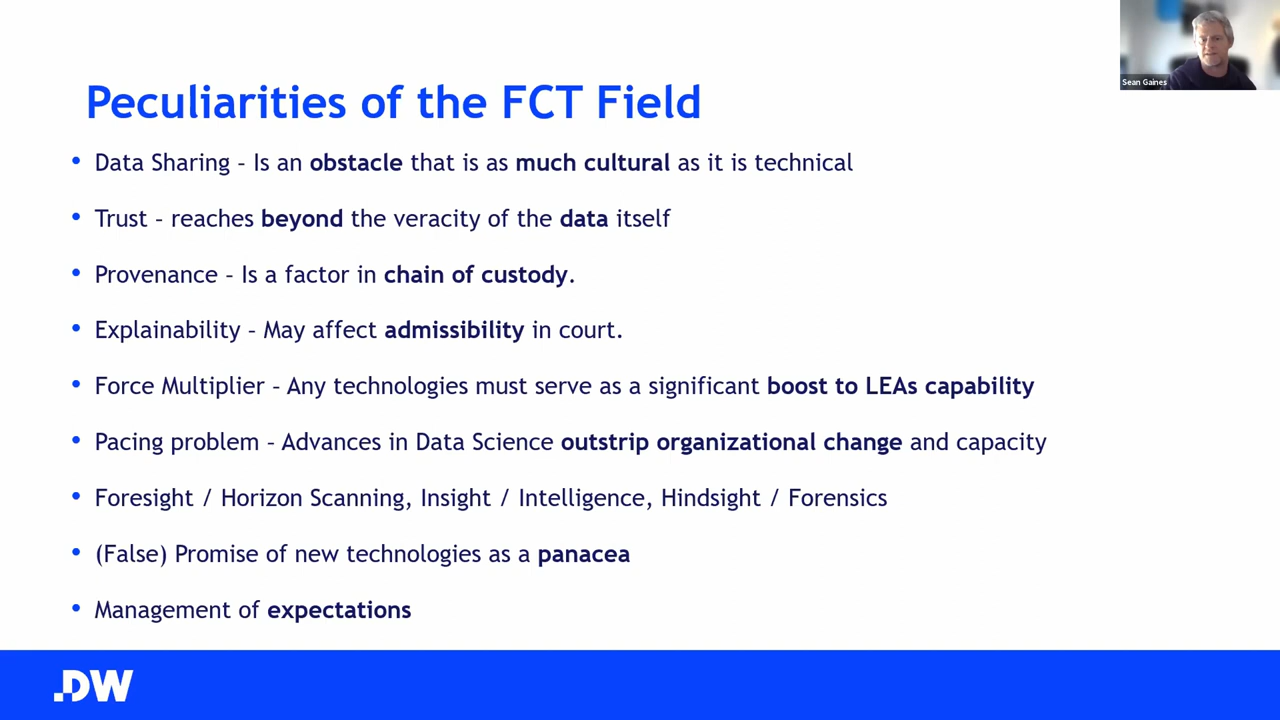 Sean Gaines
Peculiarities of the FCT Field
• Data Sharing – Is an obstacle that is as much cultural as it is technical
• Trust – reaches beyond the veracity of the data itself
• Provenance – Is a factor in chain of custody.
• Explainability – May affect admissibility in court.
• Force Multiplier – Any technologies must serve as a significant boost to LEAs capability
• Pacing problem – Advances in Data Science outstrip organizational change and capacity
• Foresight / Horizon Scanning, Insight / Intelligence, Hindsight / Forensics
• (False) Promise of new technologies as a panacea
• Management of expectations
.DW